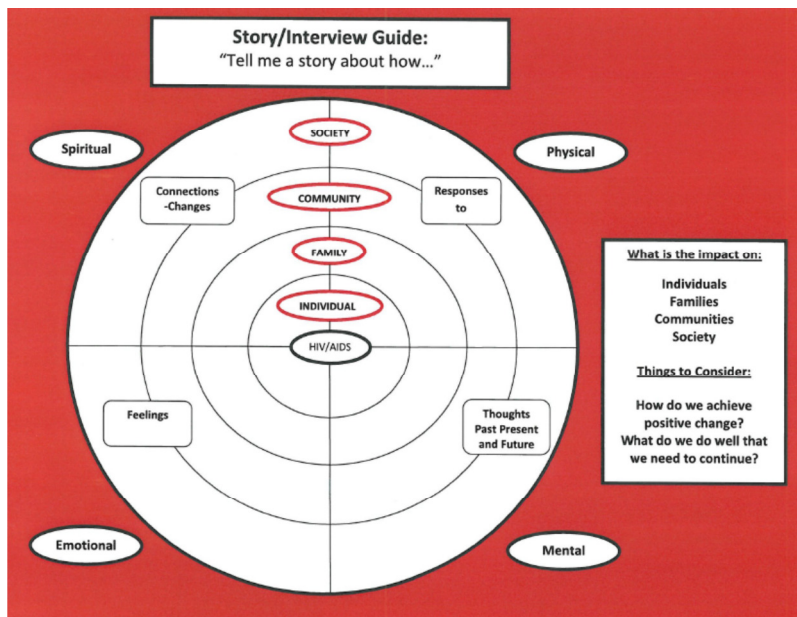 Story/Interview Guide:
“Tell me a story about how…”
Spiritual
SOCIETY
Physical
Connections
-Changes
COMMUNITY
Responses
to
FAMILY
INDIVIDUAL
HIV/AIDS
What is the impact on:
Individuals
Families
Communities
Society
Things to Consider:
How do we achieve
positive change?
What do we do well that
we need to continue?
Feelings
Thoughts
Past Present
and Future
Emotional
Mental